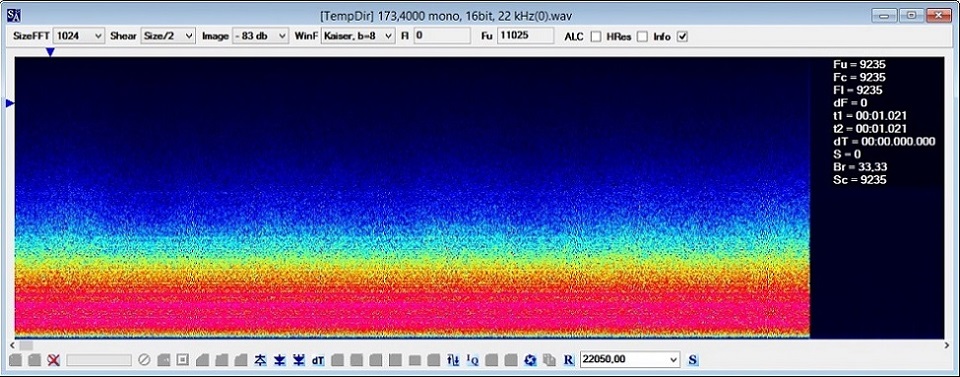 SA
[TempDir] 173,4000 mono, 16bit, 22 kHz(0).wav
SizeFFT 1024 Shear Size/2 Image - 83 db WinF Kaiser, b=8 Fl 0 Fu 11025 ALC HRes Info
Fu = 9235
Fc = 9235
Fl = 9235
dF = 0
t1 = 00:01.021
t2 = 00:01.021
dT = 00:00.000.000
S = 0
Br = 33,33
Sc = 9235
dT IQ R 22050,00 S